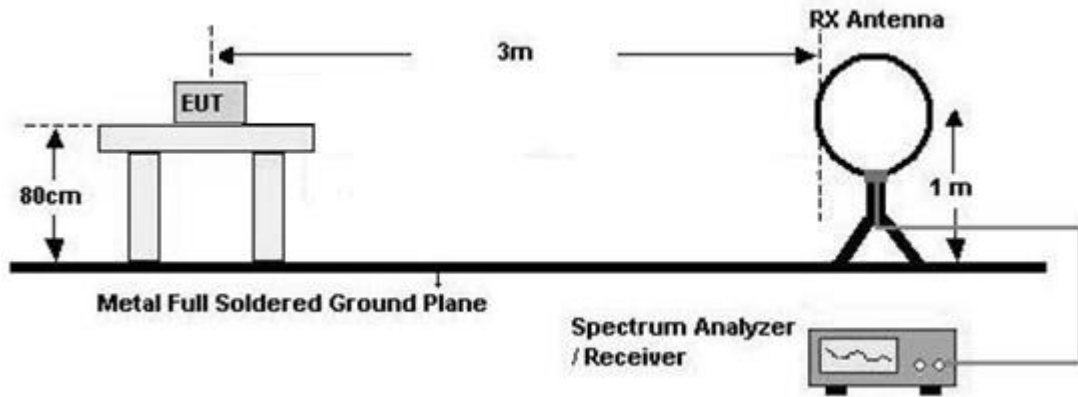 RX Antenna
3m
EUT
80cm
1 m
Metal Full Soldered Ground Plane
Spectrum Analyzer
/ Receiver